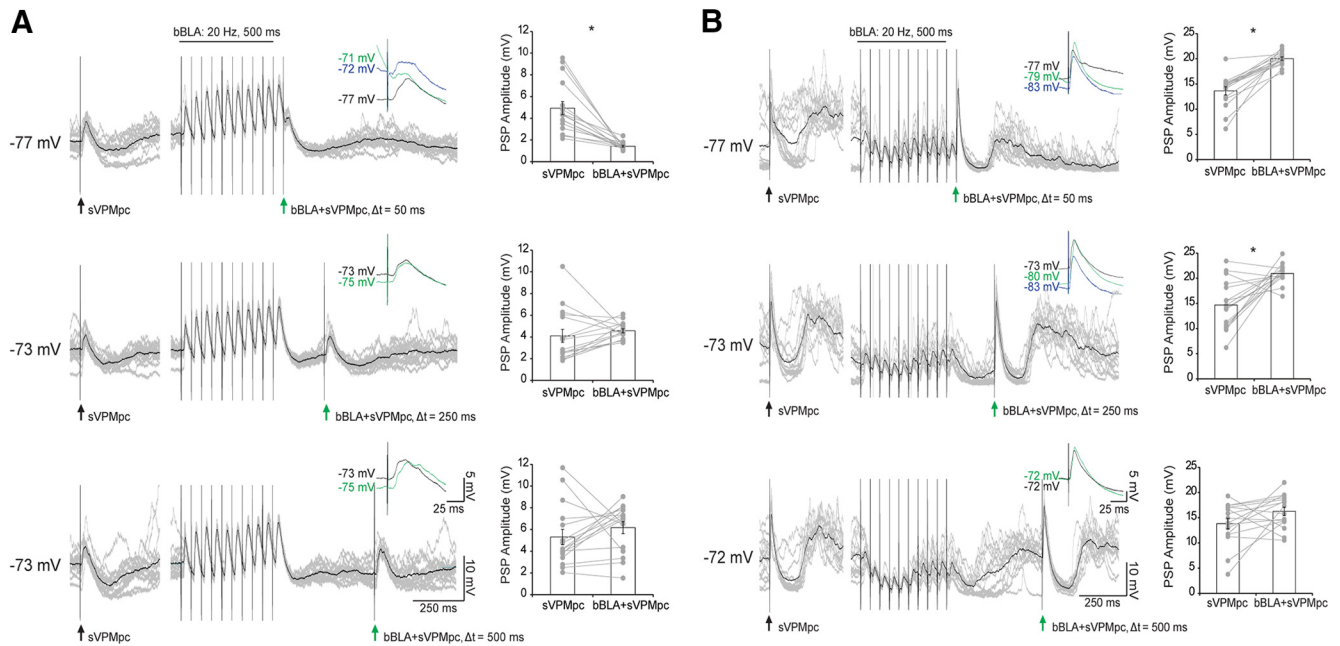 A
bBLA: 20 Hz, 500 ms
-71 mV
-72 mV
-77 mV
-77 mV
sVPMpc
bBLA+sVPMpc, Δt = 50 ms
PSP Amplitude (mV)
12
10
8
6
4
2
0
*
sVPMpc
bBLA+sVPMpc
-73 mV
-75 mV
-73 mV
sVPMpc
bBLA+sVPMpc, Δt = 250 ms
PSP Amplitude (mV)
12
10
8
6
4
2
0
sVPMpc
bBLA+sVPMpc
-73 mV
-75 mV
5 mV
25 ms
-73 mV
10 mV
250 ms
sVPMpc
bBLA+sVPMpc, Δt = 500 ms
PSP Amplitude (mV)
12
10
8
6
4
2
0
sVPMpc
bBLA+sVPMpc
B
bBLA: 20 Hz, 500 ms
-77 mV
-79 mV
-83 mV
-77 mV
sVPMpc
bBLA+sVPMpc, Δt = 50 ms
PSP Amplitude (mV)
25
20
15
10
5
0
*
sVPMpc
bBLA+sVPMpc
-73 mV
-80 mV
-83 mV
-73 mV
sVPMpc
bBLA+sVPMpc, Δt = 250 ms
PSP Amplitude (mV)
25
20
15
10
5
0
*
sVPMpc
bBLA+sVPMpc
-72 mV
-72 mV
5 mV
25 ms
-72 mV
10 mV
250 ms
sVPMpc
bBLA+sVPMpc, Δt = 500 ms
PSP Amplitude (mV)
25
20
15
10
5
0
sVPMpc
bBLA+sVPMpc